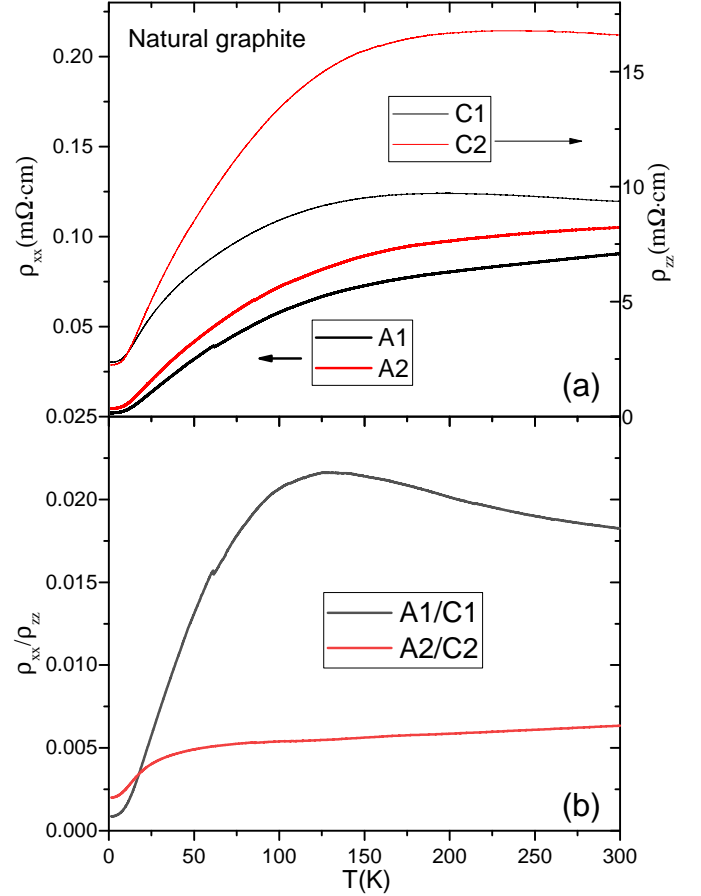 Natural graphite
0.20
0.15
0.10
0.05
0.025
ρxx(mΩ·cm)
15
10
5
0
ρzz(mΩ·cm)
C1
C2
A1
A2
(a)
0.020
0.015
0.010
0.005
0.000
ρxx/ρzz
A1/C1
A2/C2
(b)
0 50 100 150 200 250 300
T(K)